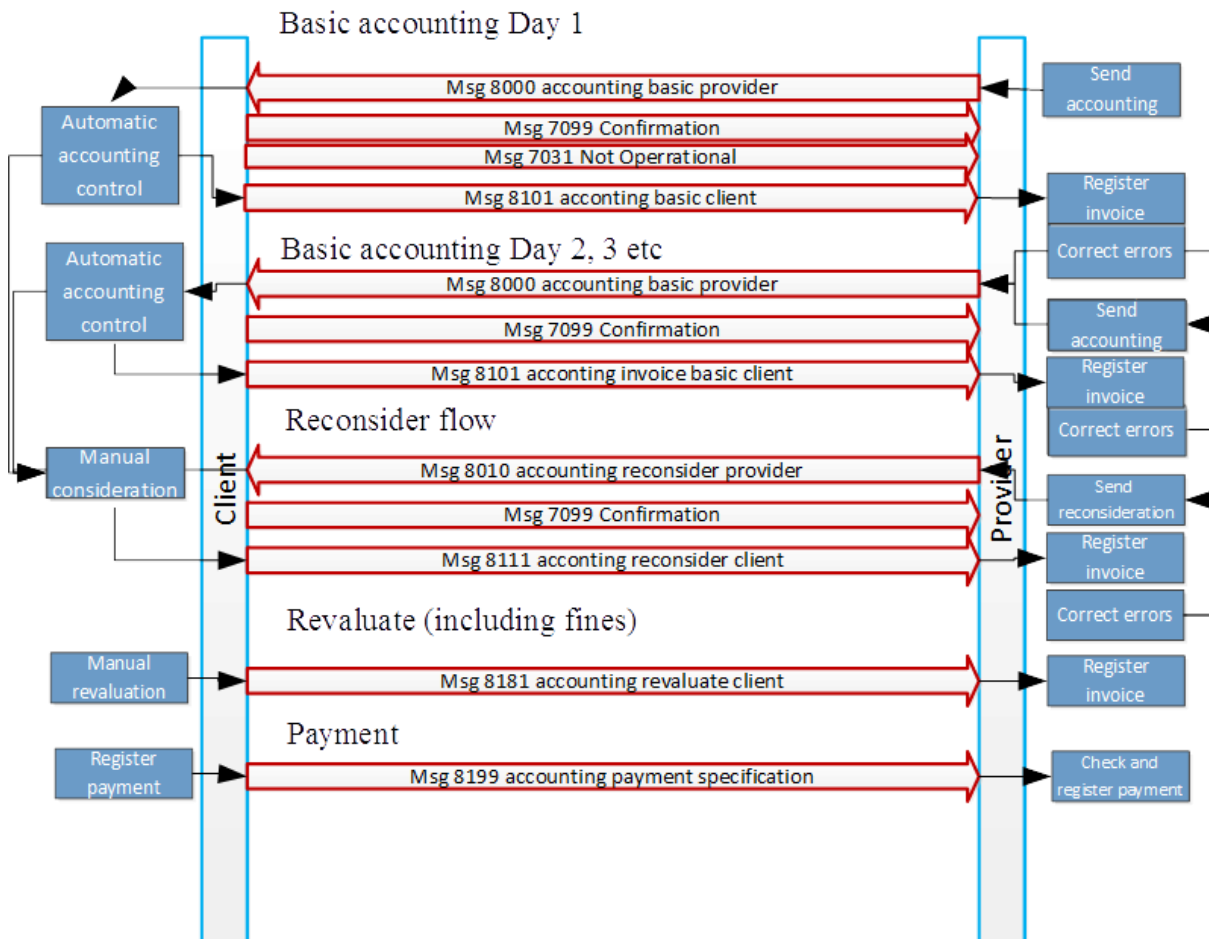 Basic accounting Day 1
Msg 8000 accounting basic provider
Send
accounting
Automatic
accounting
control
Msg 7099 Confirmation
Msg 7031 Not Operrational
Msg 8101 acconting basic client
Register
invoice
Basic accounting Day 2, 3 etc
Correct errors
Automatic
accounting
control
Msg 8000 accounting basic provider
Send
accounting
Msg 7099 Confirmation
Msg 8101 acconting invoice basic client
Register
invoice
Reconsider flow
Correct errors
Client
Provider
Manual
consideration
Msg 8010 accounting reconsider provider
Send
reconsideration
Msg 7099 Confirmation
Msg 8111 acconting reconsider client
Register
invoice
Revaluate (including fines)
Correct errors
Manual
revaluation
Msg 8181 accounting revaluate client
Register
invoice
Payment
Register
payment
Msg 8199 accounting payment specification
Check and
register payment